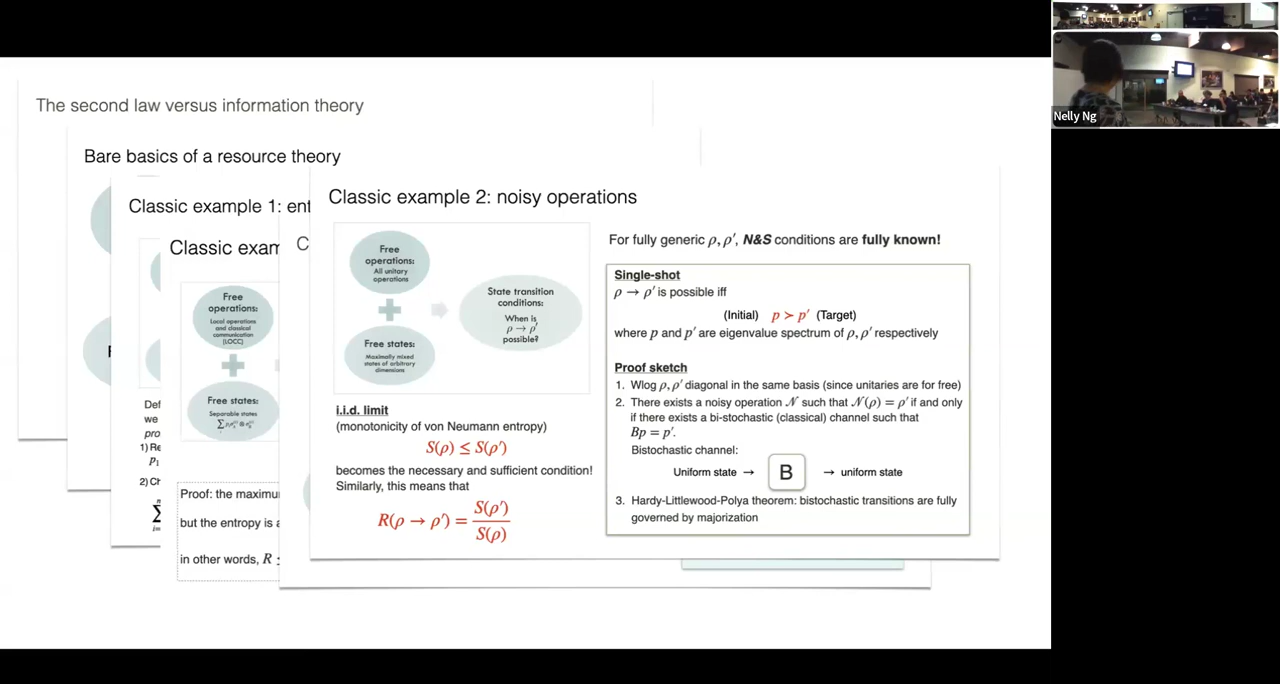 The second law versus information theory
Bare basics of a resource theory
Classic example 1: ent
Classic exam
C
Free
operations:
Local operations
and classical
communication
(LOCC)
Free states:
Separable states
F
Def
we
pro
1) Re
p₁
2) Ch
Σ
Proof: the maximu
but the entropy is a
in other words, R
Classic example 2: noisy operations
Free
operations:
All unitary
operations
Free states:
Maximally mixed
states of arbitrary
dimensions
State transition
conditions:
When is
ρ → ρ′
possible?
i.i.d. limit
(monotonicity of von Neumann entropy)
S(ρ) ≤ S(ρ′)
becomes the necessary and sufficient condition!
Similarly, this means that
R(ρ → ρ′) = S(ρ′) / S(ρ)
For fully generic ρ, ρ′, N&S conditions are fully known!
Single-shot
ρ → ρ′ is possible iff
(Initial) p ≻ p′ (Target)
where p and p′ are eigenvalue spectrum of ρ, ρ′ respectively
Proof sketch
1. Wlog ρ, ρ′ diagonal in the same basis (since unitaries are for free)
2. There exists a noisy operation 𝒩 such that 𝒩(ρ) = ρ′ if and only
if there exists a bi-stochastic (classical) channel such that
Bp = p′.
Bistochastic channel:
Uniform state → B → uniform state
3. Hardy-Littlewood-Polya theorem: bistochastic transitions are fully
governed by majorization
Nelly Ng